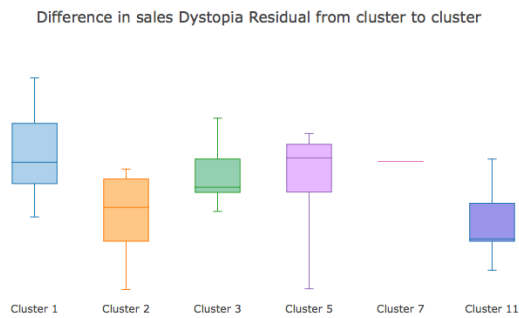 Difference in sales Dystopia Residual from cluster to cluster
Cluster 1 Cluster 2 Cluster 3 Cluster 5 Cluster 7 Cluster 11